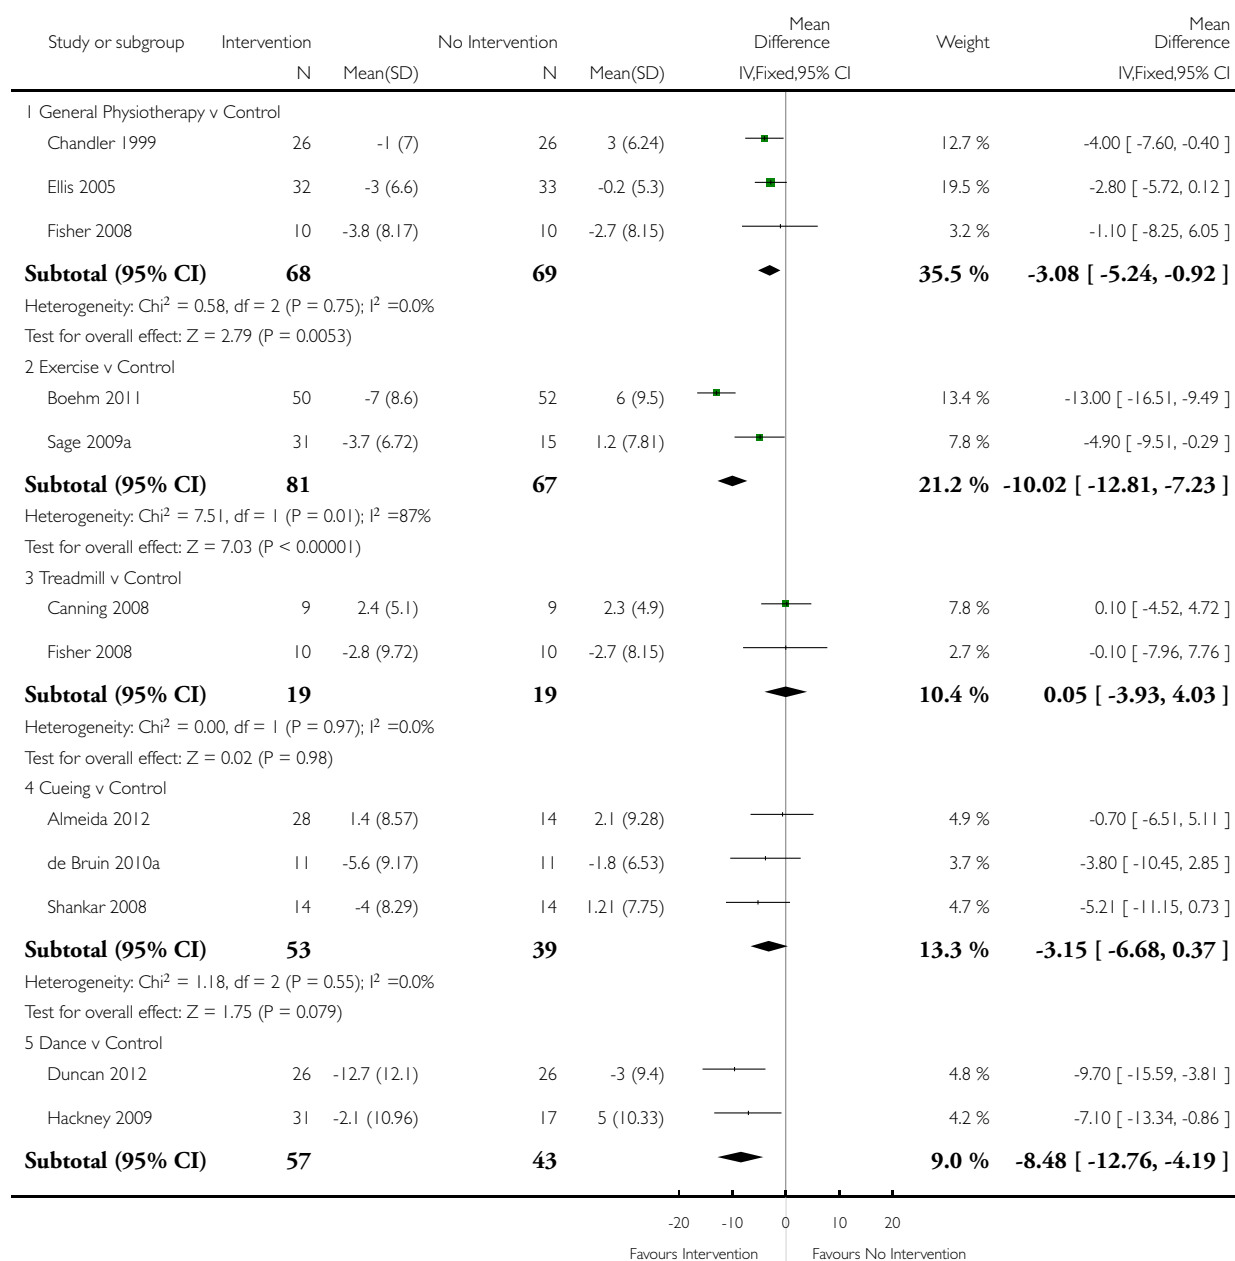 Study or subgroup Intervention No Intervention Mean Difference Weight Mean Difference
N Mean(SD) N Mean(SD) IV,Fixed,95% CI IV,Fixed,95% CI
1 General Physiotherapy v Control
Chandler 1999 26 -1 (7) 26 3 (6.24) 12.7 % -4.00 [ -7.60, -0.40 ]
Ellis 2005 32 -3 (6.6) 33 -0.2 (5.3) 19.5 % -2.80 [ -5.72, 0.12 ]
Fisher 2008 10 -3.8 (8.17) 10 -2.7 (8.15) 3.2 % -1.10 [ -8.25, 6.05 ]
Subtotal (95% CI) 68 69 35.5 % -3.08 [ -5.24, -0.92 ]
Heterogeneity: Chi² = 0.58, df = 2 (P = 0.75); I² =0.0%
Test for overall effect: Z = 2.79 (P = 0.0053)
2 Exercise v Control
Boehm 2011 50 -7 (8.6) 52 6 (9.5) 13.4 % -13.00 [ -16.51, -9.49 ]
Sage 2009a 31 -3.7 (6.72) 15 1.2 (7.81) 7.8 % -4.90 [ -9.51, -0.29 ]
Subtotal (95% CI) 81 67 21.2 % -10.02 [ -12.81, -7.23 ]
Heterogeneity: Chi² = 7.51, df = 1 (P = 0.01); I² =87%
Test for overall effect: Z = 7.03 (P < 0.00001)
3 Treadmill v Control
Canning 2008 9 2.4 (5.1) 9 2.3 (4.9) 7.8 % 0.10 [ -4.52, 4.72 ]
Fisher 2008 10 -2.8 (9.72) 10 -2.7 (8.15) 2.7 % -0.10 [ -7.96, 7.76 ]
Subtotal (95% CI) 19 19 10.4 % 0.05 [ -3.93, 4.03 ]
Heterogeneity: Chi² = 0.00, df = 1 (P = 0.97); I² =0.0%
Test for overall effect: Z = 0.02 (P = 0.98)
4 Cueing v Control
Almeida 2012 28 1.4 (8.57) 14 2.1 (9.28) 4.9 % -0.70 [ -6.51, 5.11 ]
de Bruin 2010a 11 -5.6 (9.17) 11 -1.8 (6.53) 3.7 % -3.80 [ -10.45, 2.85 ]
Shankar 2008 14 -4 (8.29) 14 1.21 (7.75) 4.7 % -5.21 [ -11.15, 0.73 ]
Subtotal (95% CI) 53 39 13.3 % -3.15 [ -6.68, 0.37 ]
Heterogeneity: Chi² = 1.18, df = 2 (P = 0.55); I² =0.0%
Test for overall effect: Z = 1.75 (P = 0.079)
5 Dance v Control
Duncan 2012 26 -12.7 (12.1) 26 -3 (9.4) 4.8 % -9.70 [ -15.59, -3.81 ]
Hackney 2009 31 -2.1 (10.96) 17 5 (10.33) 4.2 % -7.10 [ -13.34, -0.86 ]
Subtotal (95% CI) 57 43 9.0 % -8.48 [ -12.76, -4.19 ]
-20 -10 0 10 20
Favours Intervention Favours No Intervention